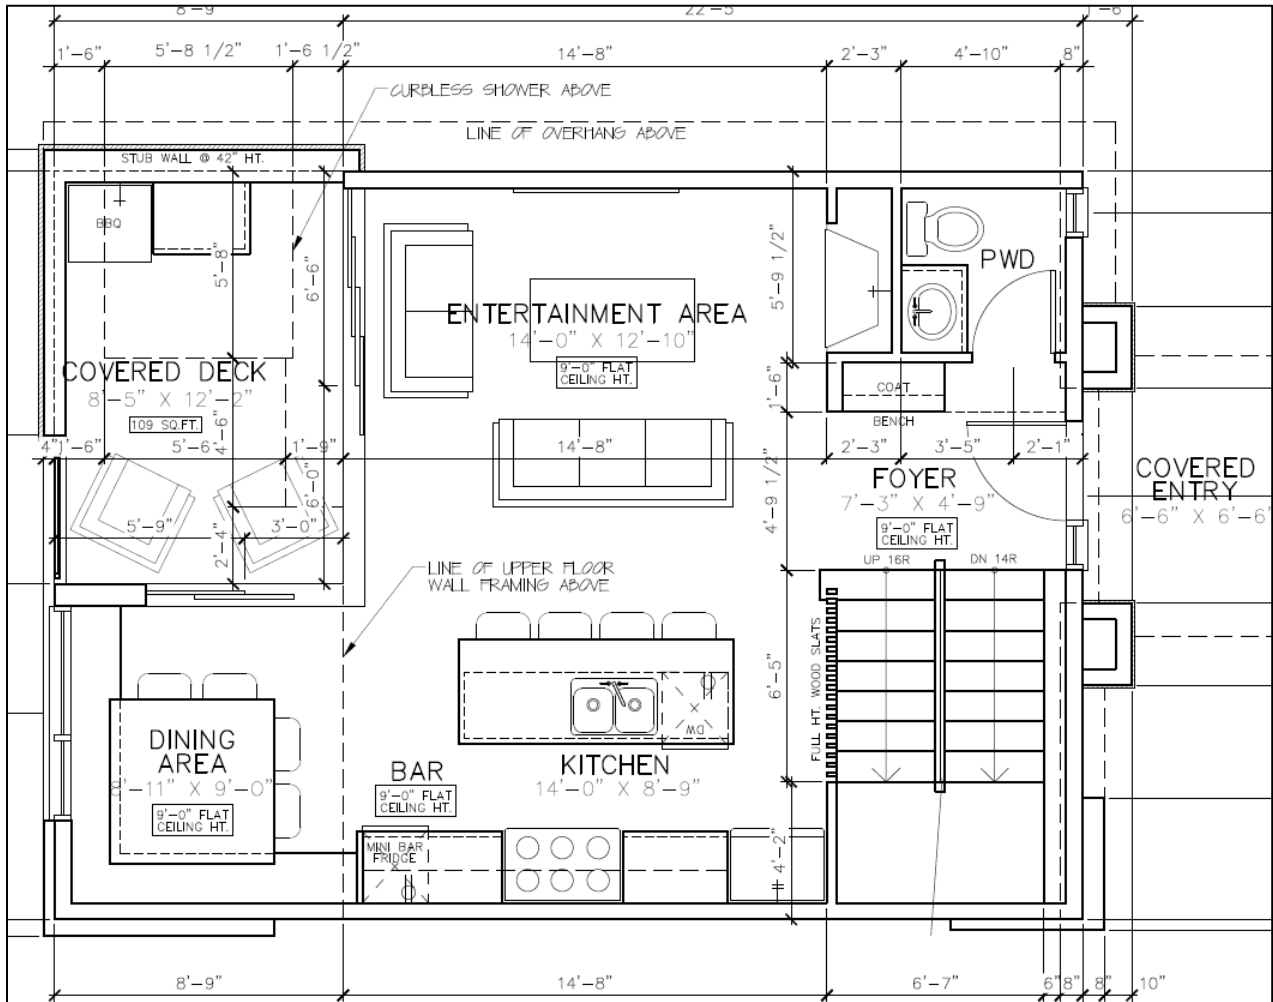 8'-9"
22'-5"
1'-6"
1'-6"
5'-8 1/2"
1'-6 1/2"
14'-8"
2'-3"
4'-10"
8"
CURBLESS SHOWER ABOVE
LINE OF OVERHANG ABOVE
STUB WALL @ 42" HT.
BBQ
5'-8"
6'-6"
5'-9 1/2"
PWD
ENTERTAINMENT AREA
14'-0" X 12'-10"
9'-0" FLAT
CEILING HT.
COVERED DECK
8'-5" X 12'-2"
109 SQ.FT.
4'-6"
1'-6"
COAT
BENCH
4"
1'-6"
5'-6"
1'-9"
14'-8"
2'-3"
3'-5"
2'-1"
6'-0"
4'-9 1/2"
FOYER
7'-3" X 4'-9"
9'-0" FLAT
CEILING HT.
COVERED
ENTRY
6'-6" X 6'-6"
5'-9"
3'-0"
2'-4"
UP 16R
DN 14R
LINE OF UPPER FLOOR
WALL FRAMING ABOVE
FULL HT. WOOD SLATS
6'-5"
DW
DINING
AREA
8'-11" X 9'-0"
9'-0" FLAT
CEILING HT.
BAR
9'-0" FLAT
CEILING HT.
KITCHEN
14'-0" X 8'-9"
MINI BAR
FRIDGE
4'-2"
8'-9"
14'-8"
6'-7"
6"
8"
8"
10"